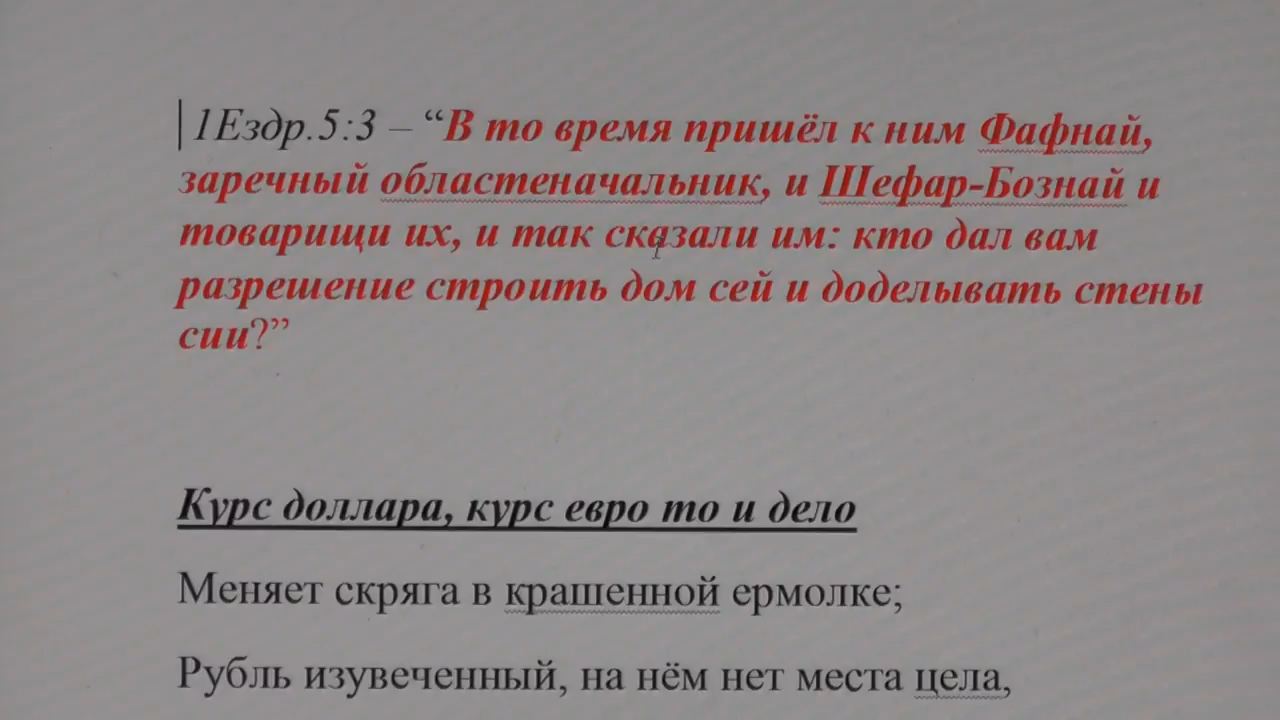 1Ездр.5:3 – “В то время пришёл к ним Фафнай,
заречный областеначальник, и Шефар-Бознай и
товарищи их, и так сказали им: кто дал вам
разрешение строить дом сей и доделывать стены
сии?”
Курс доллара, курс евро то и дело
Меняет скряга в крашенной ермолке;
Рубль изувеченный, на нём нет места цела,